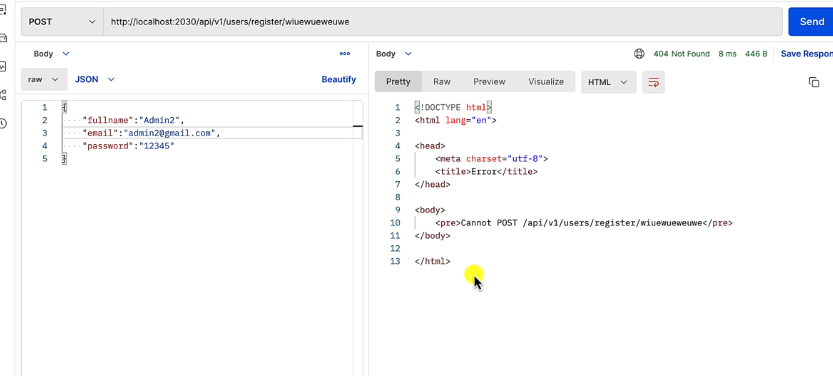 POST http://localhost:2030/api/v1/users/register/wiuewueweuwe Send
Body
raw JSON Beautify
1 {
2 "fullname":"Admin2",
3 "email":"admin2@gmail.com",
4 "password":"12345"
5 }
Body 404 Not Found 8 ms 446 B Save Respon
Pretty Raw Preview Visualize HTML
1 <!DOCTYPE html>
2 <html lang="en">
3
4 <head>
5 <meta charset="utf-8">
6 <title>Error</title>
7 </head>
8
9 <body>
10 <pre>Cannot POST /api/v1/users/register/wiuewueweuwe</pre>
11 </body>
12
13 </html>